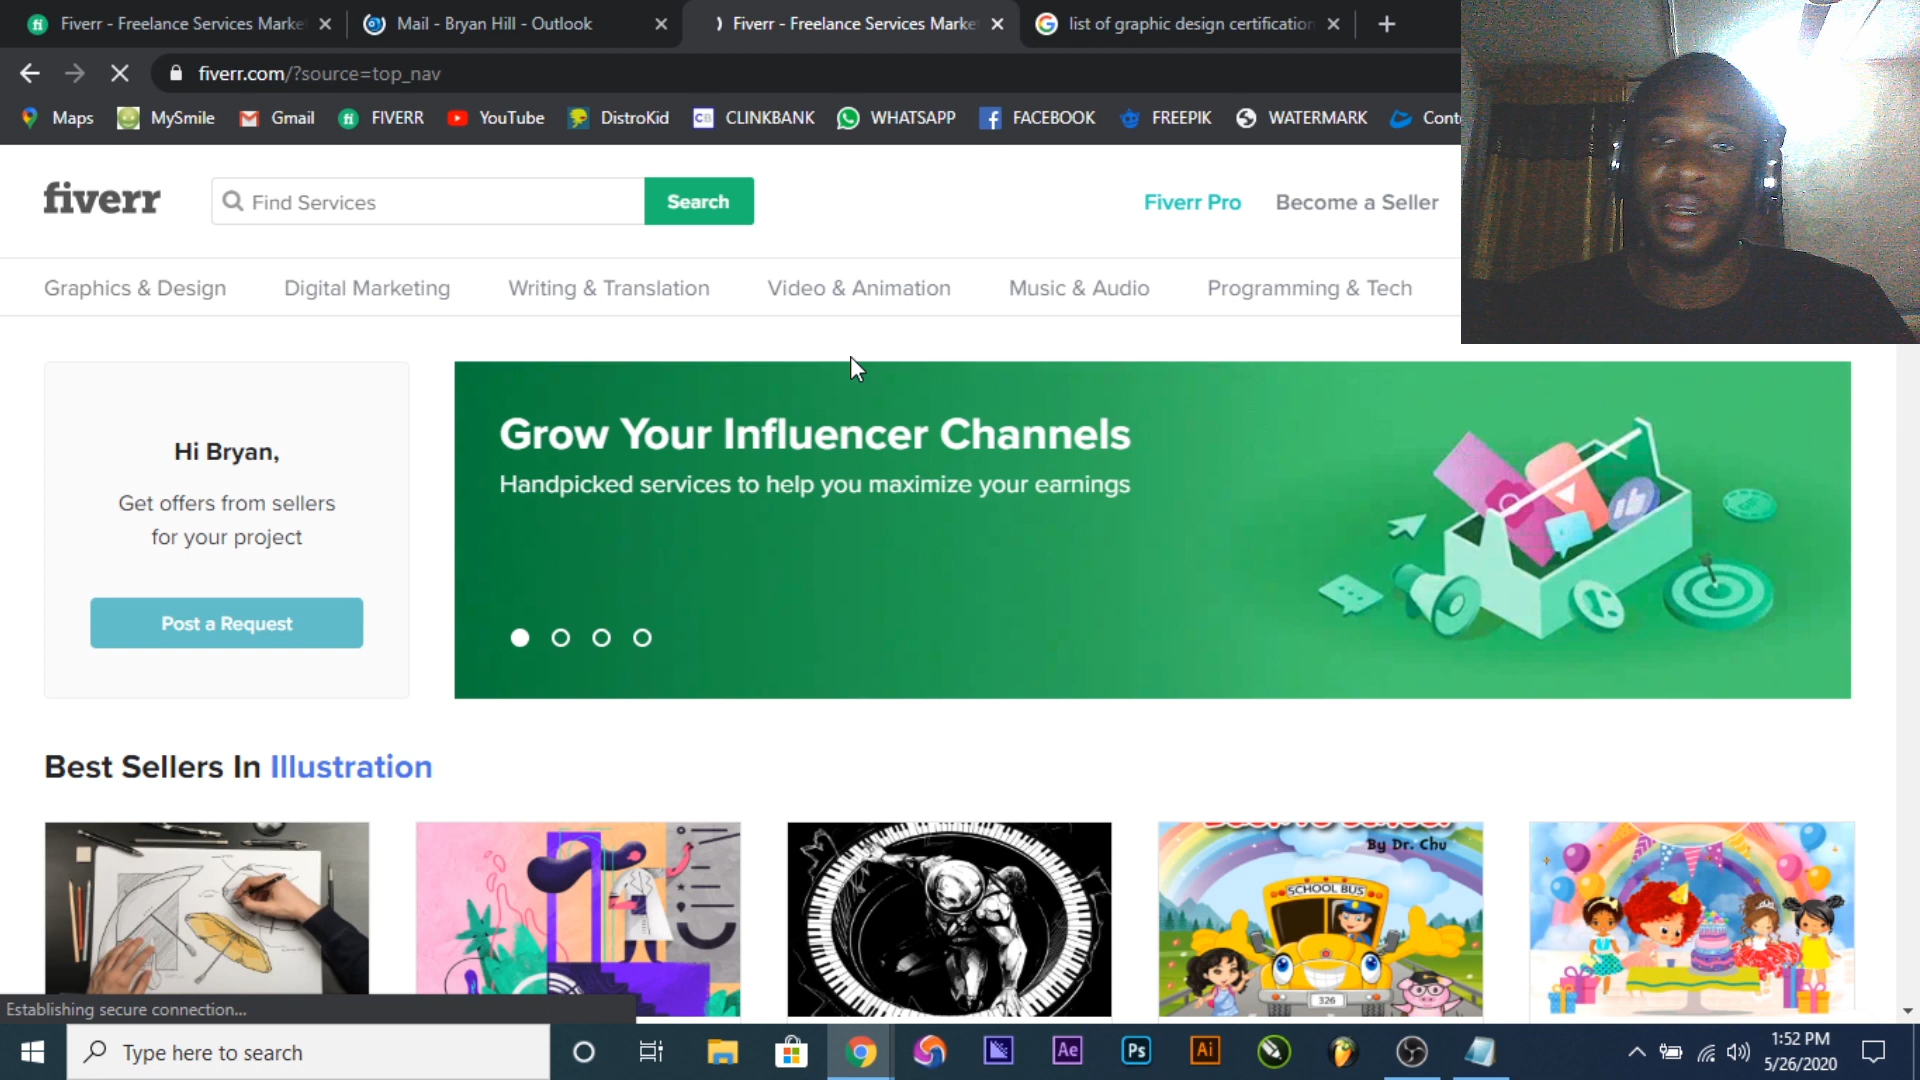 Fiverr - Freelance Services Marke
Mail - Bryan Hill - Outlook
Fiverr - Freelance Services Marke
list of graphic design certification
fiverr.com/?source=top_nav
Maps
MySmile
Gmail
FIVERR
YouTube
DistroKid
CLINKBANK
WHATSAPP
FACEBOOK
FREEPIK
WATERMARK
Cont
fiverr
Find Services
Search
Fiverr Pro
Become a Seller
Graphics & Design
Digital Marketing
Writing & Translation
Video & Animation
Music & Audio
Programming & Tech
Hi Bryan,
Get offers from sellers
for your project
Post a Request
Grow Your Influencer Channels
Handpicked services to help you maximize your earnings
Best Sellers In Illustration
By Dr. Chu
SCHOOL BUS
326
Establishing secure connection...
Type here to search
Ae
Ps
Ai
1:52 PM
5/26/2020